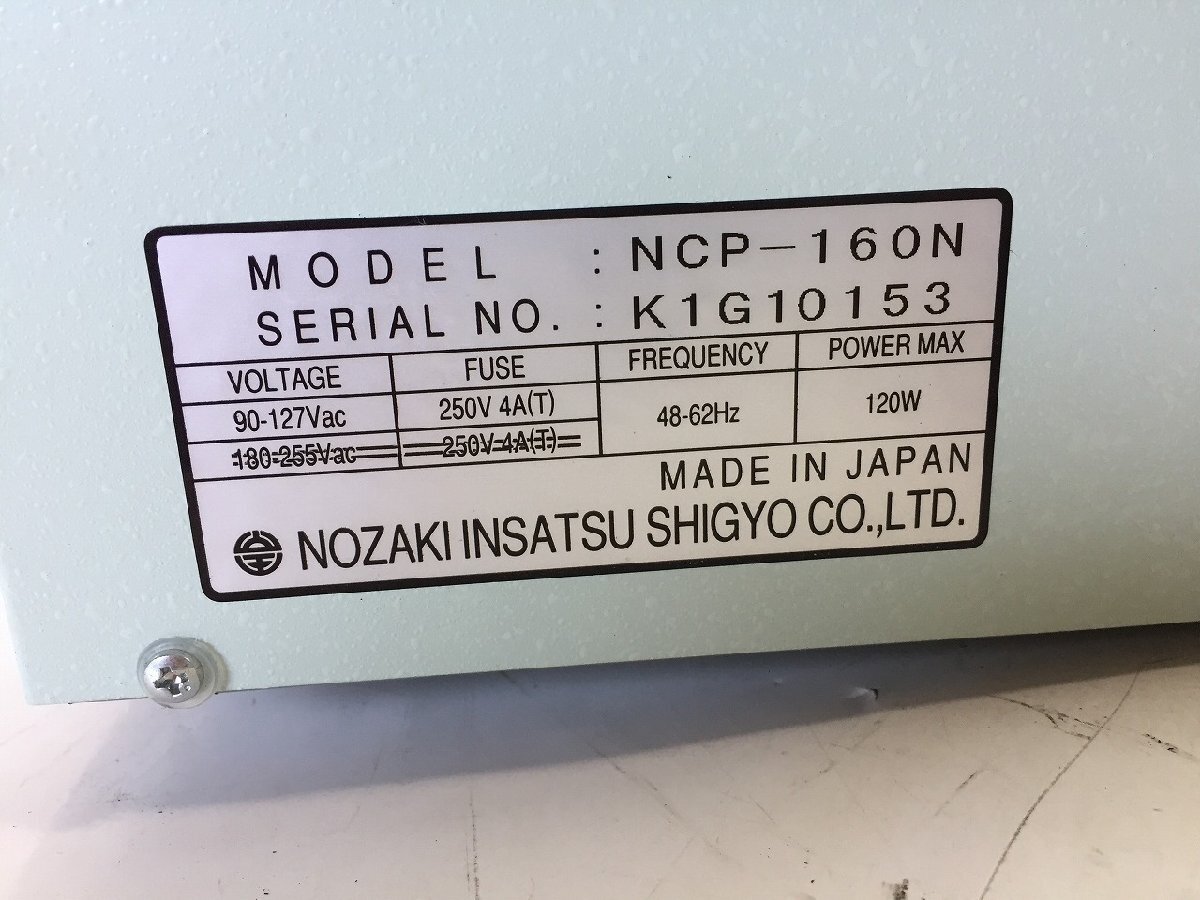 MODEL : NCP-160N
SERIAL NO. : K1G10153
VOLTAGE FUSE FREQUENCY POWER MAX
90-127Vac 250V 4A(T) 48-62Hz 120W
180-255Vac 250V 4A(T)
MADE IN JAPAN
NOZAKI INSATSU SHIGYO CO.,LTD.